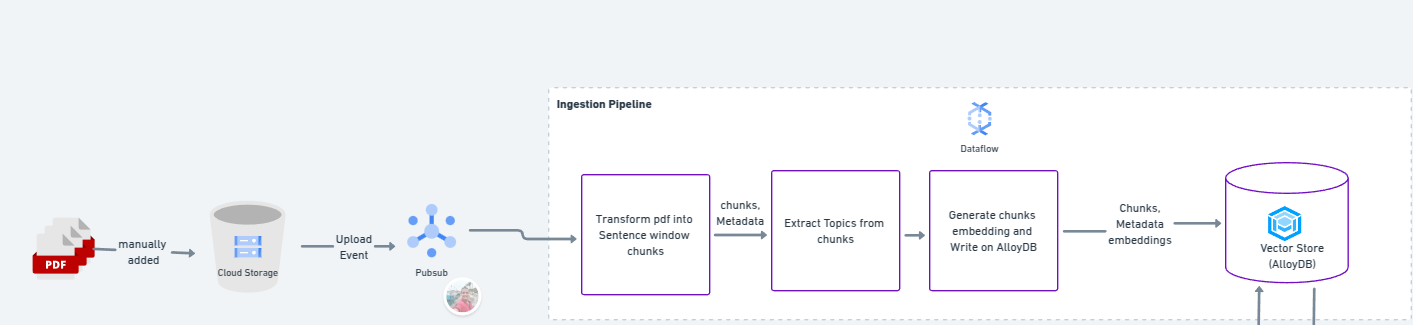 Ingestion Pipeline
Dataflow
PDF
manually
added
Cloud Storage
Upload
Event
Pubsub
Transform pdf into
Sentence window
chunks
chunks,
Metadata
Extract Topics from
chunks
Generate chunks
embedding and
Write on AlloyDB
Chunks,
Metadata
embeddings
Vector Store
(AlloyDB)